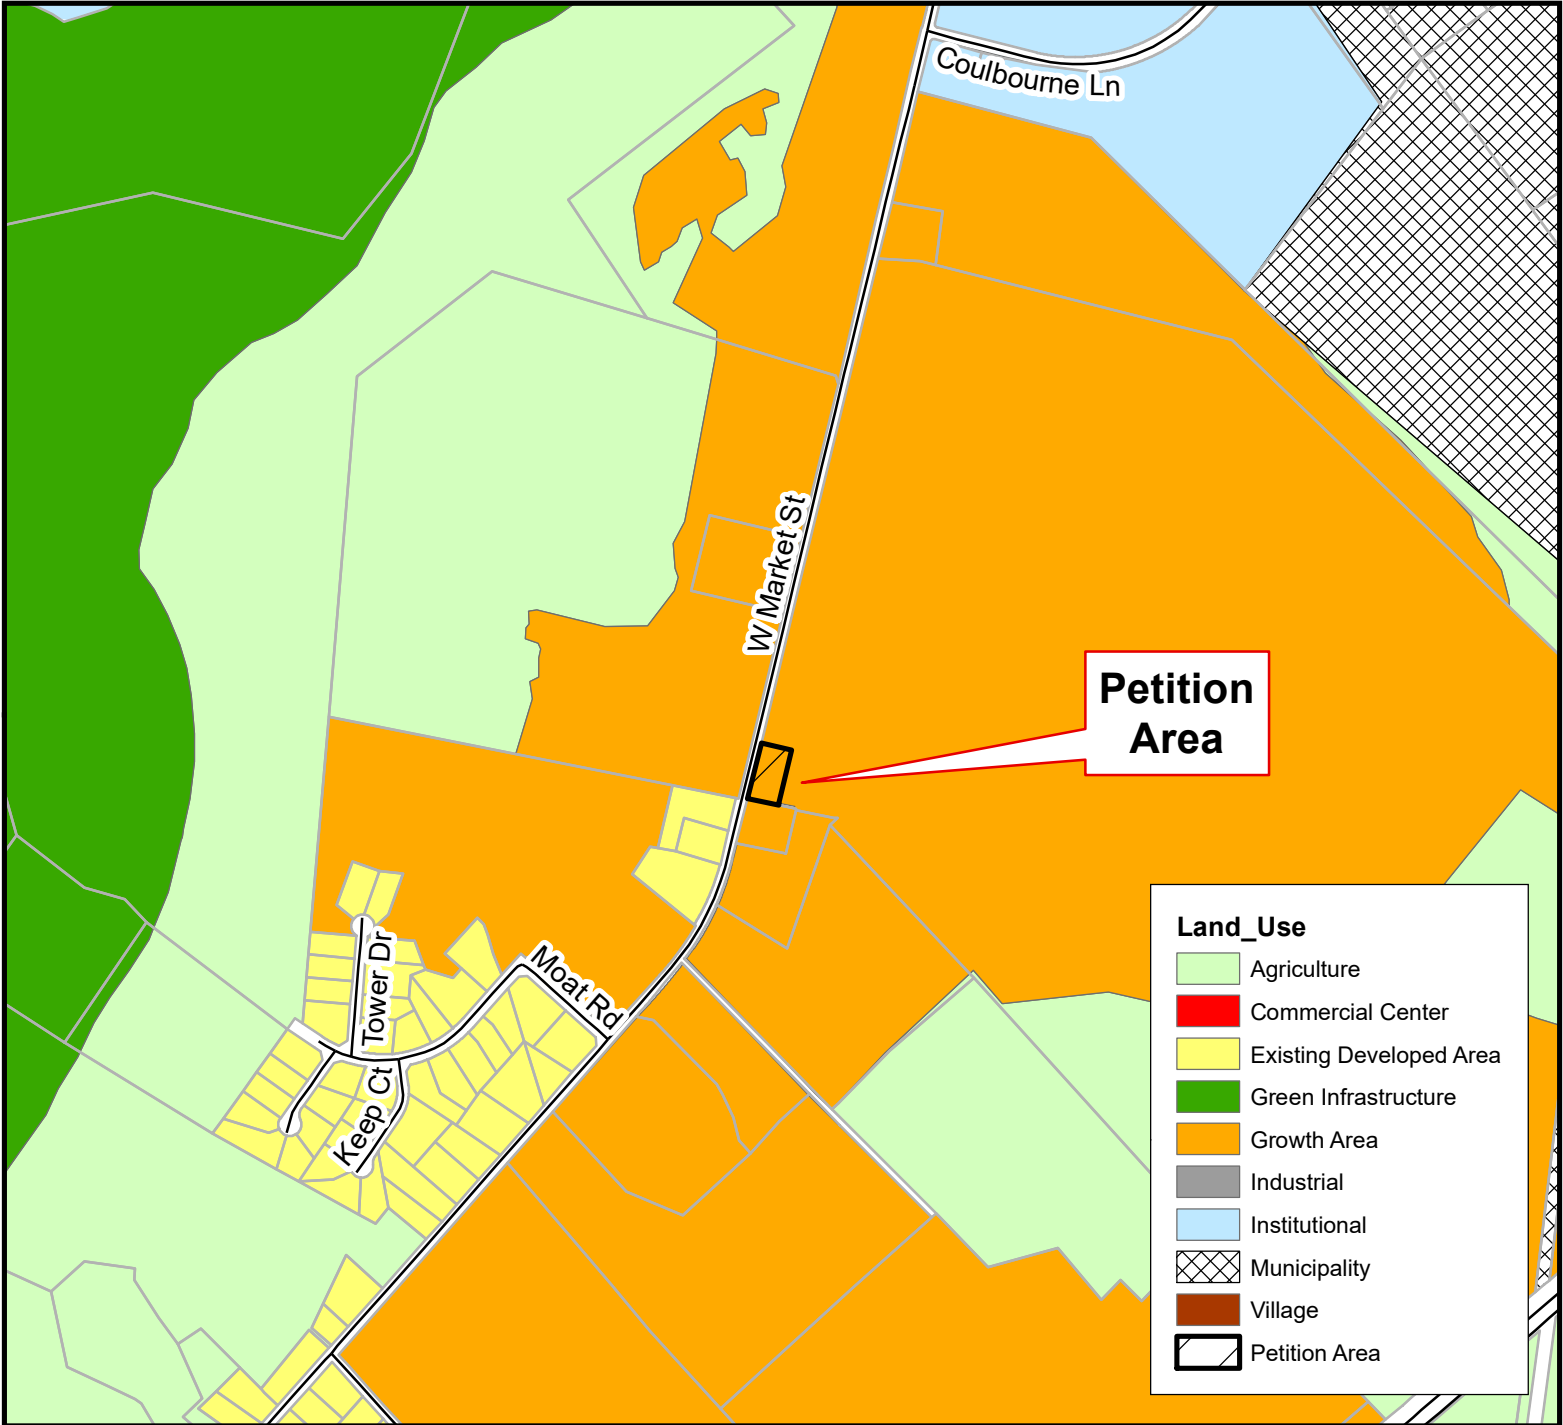 Coulbourne Ln
W Market St
Petition
Area
Tower Dr
Moat Rd
Keep Ct
Land_Use
Agriculture
Commercial Center
Existing Developed Area
Green Infrastructure
Growth Area
Industrial
Institutional
Municipality
Village
Petition Area